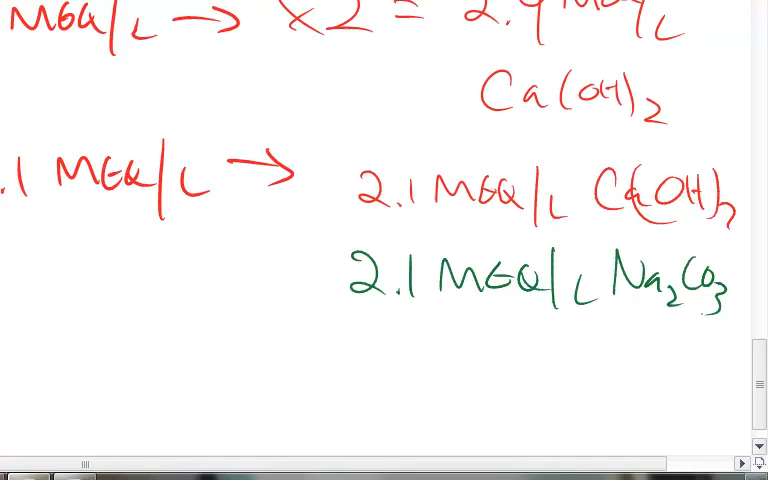 MEQ/L → x2 = 2.4 MEQ/L
Ca(OH)2
.1 MEQ/L → 2.1 MEQ/L Ca(OH)2
2.1 MEQ/L Na2CO3